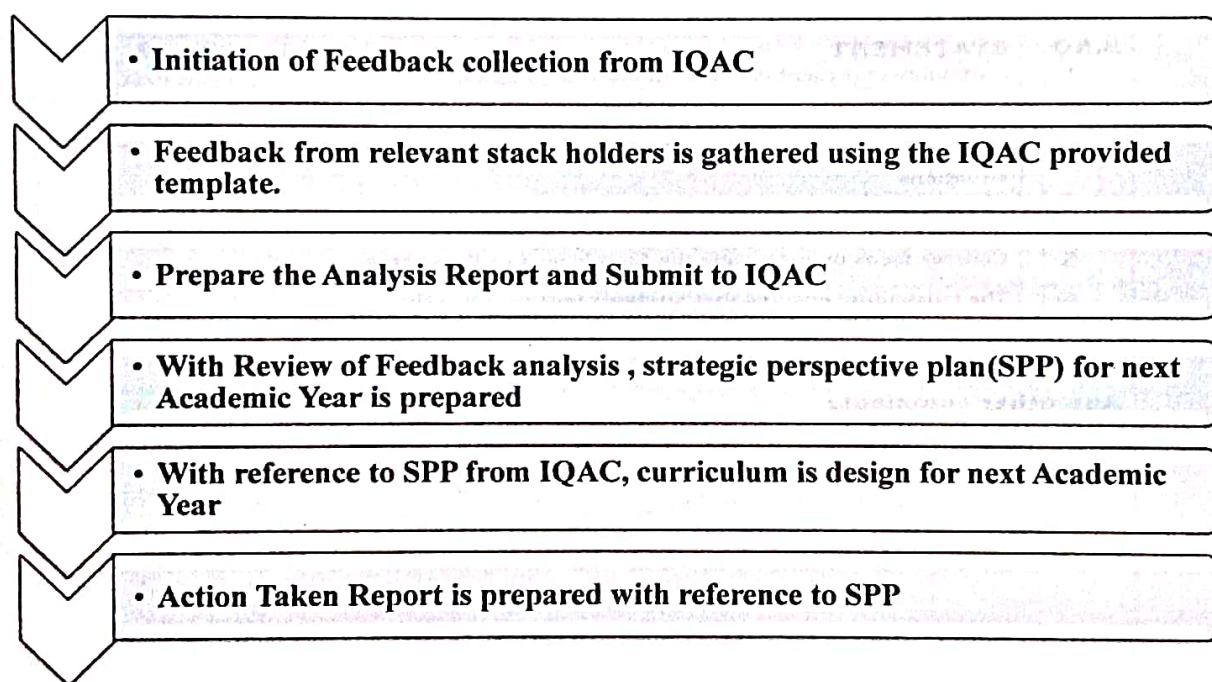 • Initiation of Feedback collection from IQAC
• Feedback from relevant stack holders is gathered using the IQAC provided
template.
• Prepare the Analysis Report and Submit to IQAC
• With Review of Feedback analysis , strategic perspective plan(SPP) for next
Academic Year is prepared
• With reference to SPP from IQAC, curriculum is design for next Academic
Year
• Action Taken Report is prepared with reference to SPP